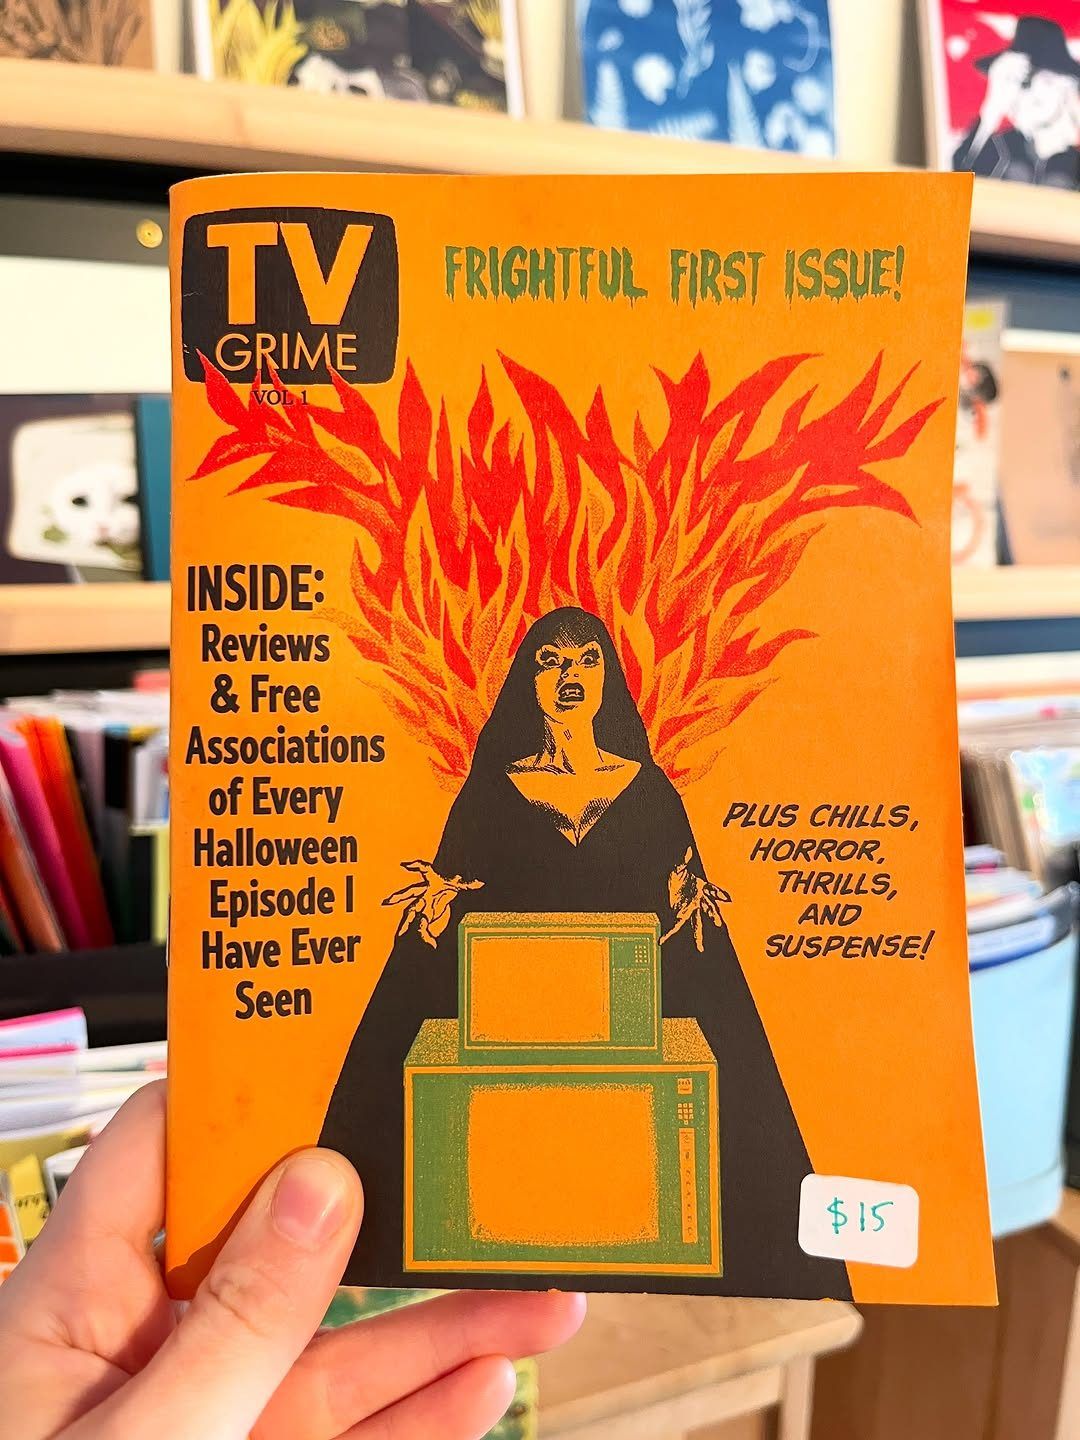 TV
GRIME
VOL 1
FRIGHTFUL FIRST ISSUE!
INSIDE:
Reviews
& Free
Associations
of Every
Halloween
Episode I
Have Ever
Seen
PLUS CHILLS,
HORROR,
THRILLS,
AND
SUSPENSE!
$15